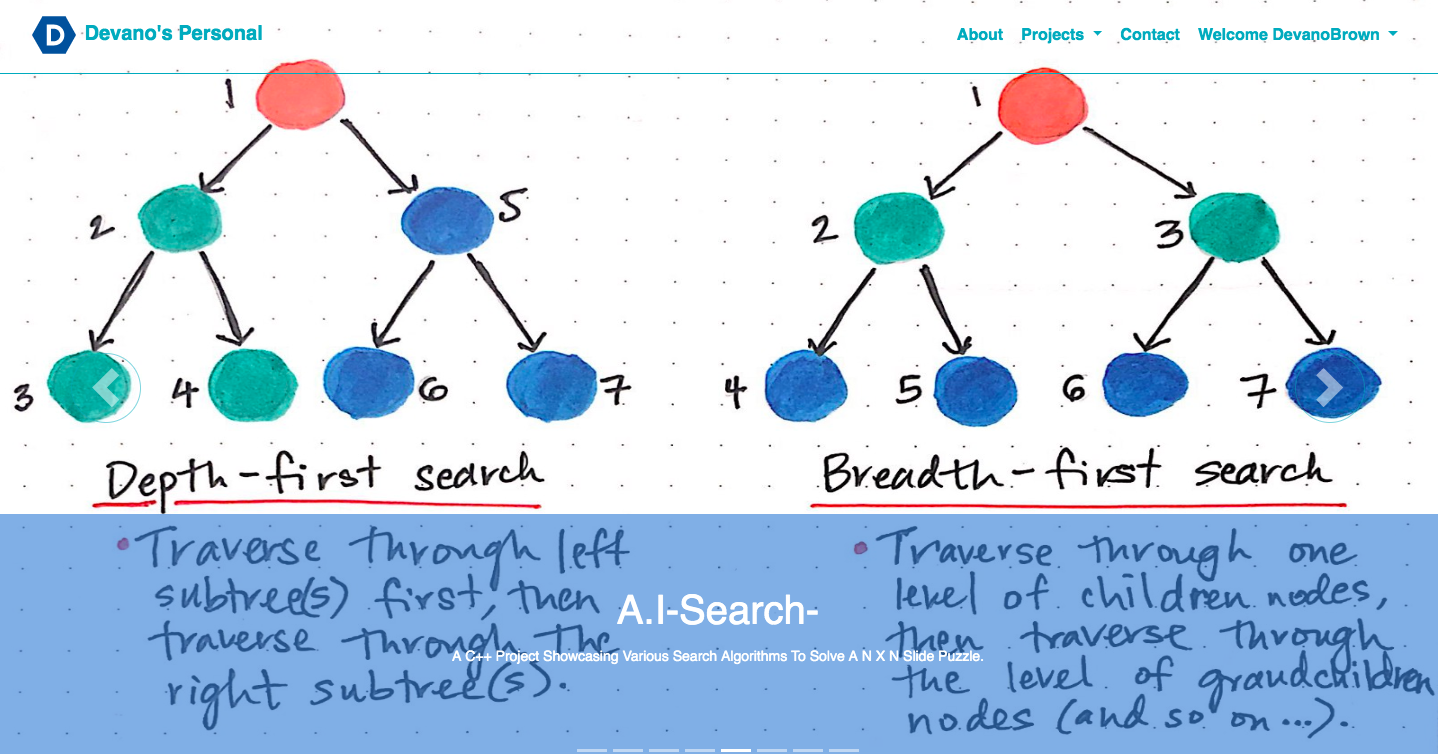 D Devano's Personal
About Projects Contact Welcome DevanoBrown
1 1
2 5 2 3
3 4 6 7 4 5 6 7
Depth-first search
• Traverse through left
subtree(s) first, then
traverse through the
right subtree(s).
Breadth-first search
• Traverse through one
level of children nodes,
then traverse through
the level of grandchildren
nodes (and so on...).
A.I-Search-
A C++ Project Showcasing Various Search Algorithms To Solve A N X N Slide Puzzle.